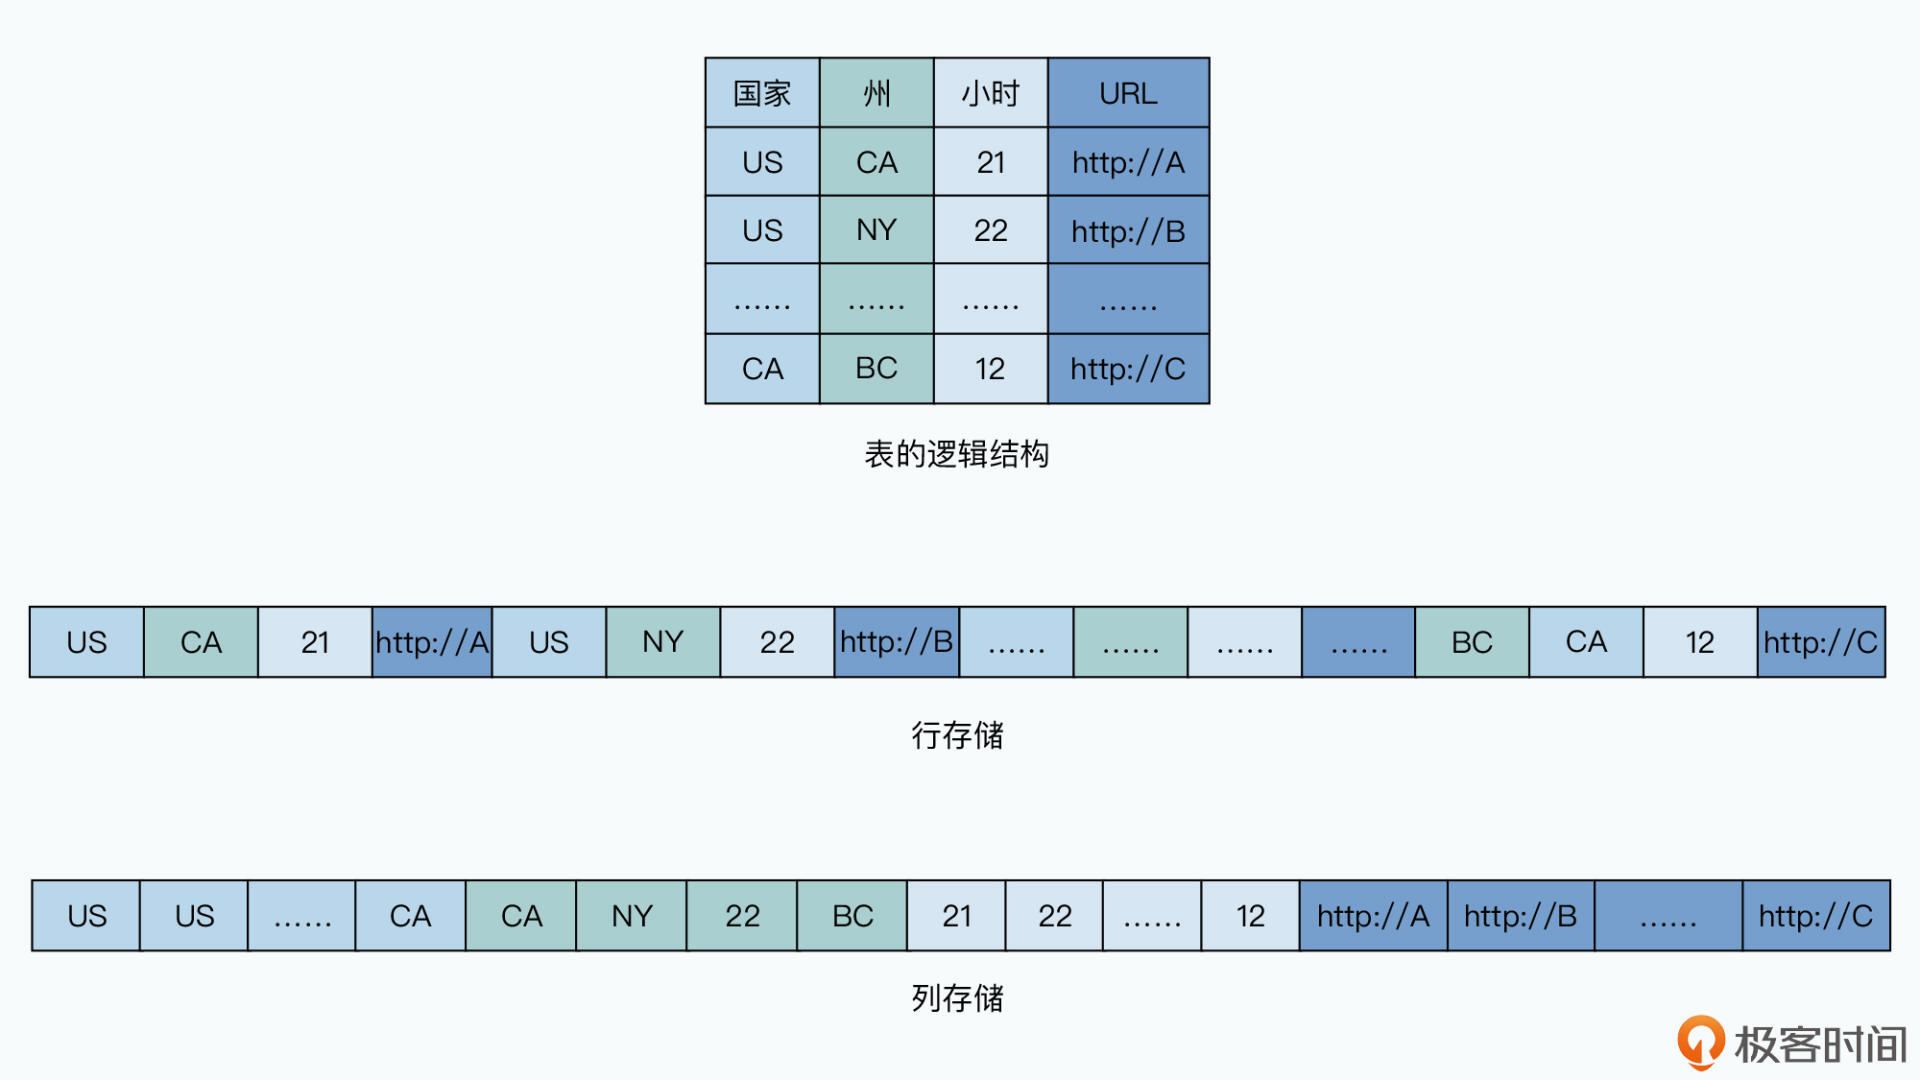 国家 州 小时 URL
US CA 21 http://A
US NY 22 http://B
…… …… …… ……
CA BC 12 http://C
表的逻辑结构
US CA 21 http://A US NY 22 http://B …… …… …… …… BC CA 12 http://C
行存储
US US …… CA CA NY 22 BC 21 22 …… 12 http://A http://B …… http://C
列存储
极客时间